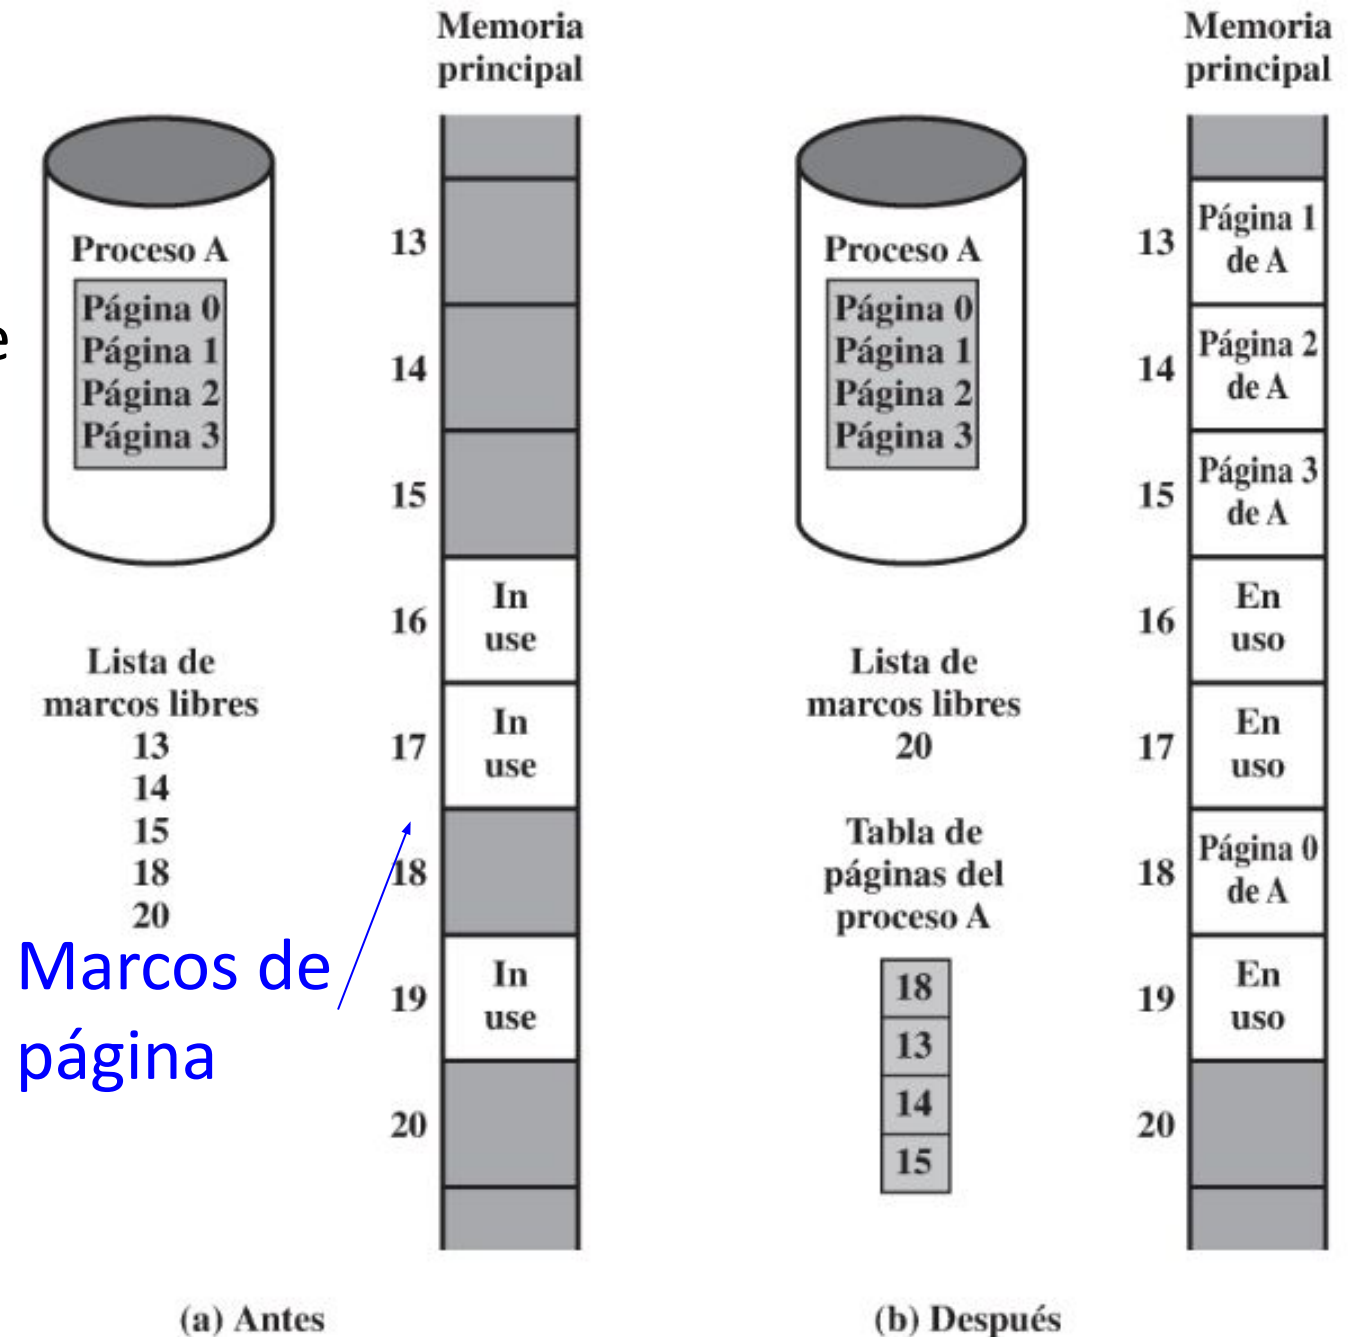 Memoria
principal
Proceso A
Página 0
Página 1
Página 2
Página 3
e
Lista de
marcos libres
13
14
15
18
20
Marcos de
página
13
14
15
16
In
use
17
In
use
18
19
In
use
20
(a) Antes
Memoria
principal
Proceso A
Página 0
Página 1
Página 2
Página 3
Lista de
marcos libres
20
Tabla de
páginas del
proceso A
18
13
14
15
13
Página 1
de A
14
Página 2
de A
15
Página 3
de A
16
En
uso
17
En
uso
18
Página 0
de A
19
En
uso
20
(b) Después